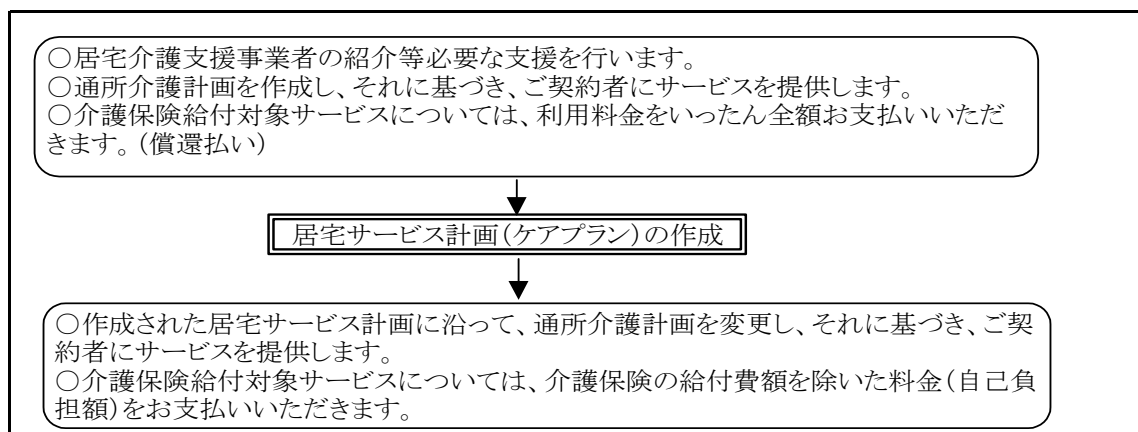 ○居宅介護支援事業者の紹介等必要な支援を行います。
○通所介護計画を作成し、それに基づき、ご契約者にサービスを提供します。
○介護保険給付対象サービスについては、利用料金をいったん全額お支払いいただ
きます。(償還払い)
居宅サービス計画(ケアプラン)の作成
○作成された居宅サービス計画に沿って、通所介護計画を変更し、それに基づき、ご契
約者にサービスを提供します。
○介護保険給付対象サービスについては、介護保険の給付費額を除いた料金(自己負
担額)をお支払いいただきます。